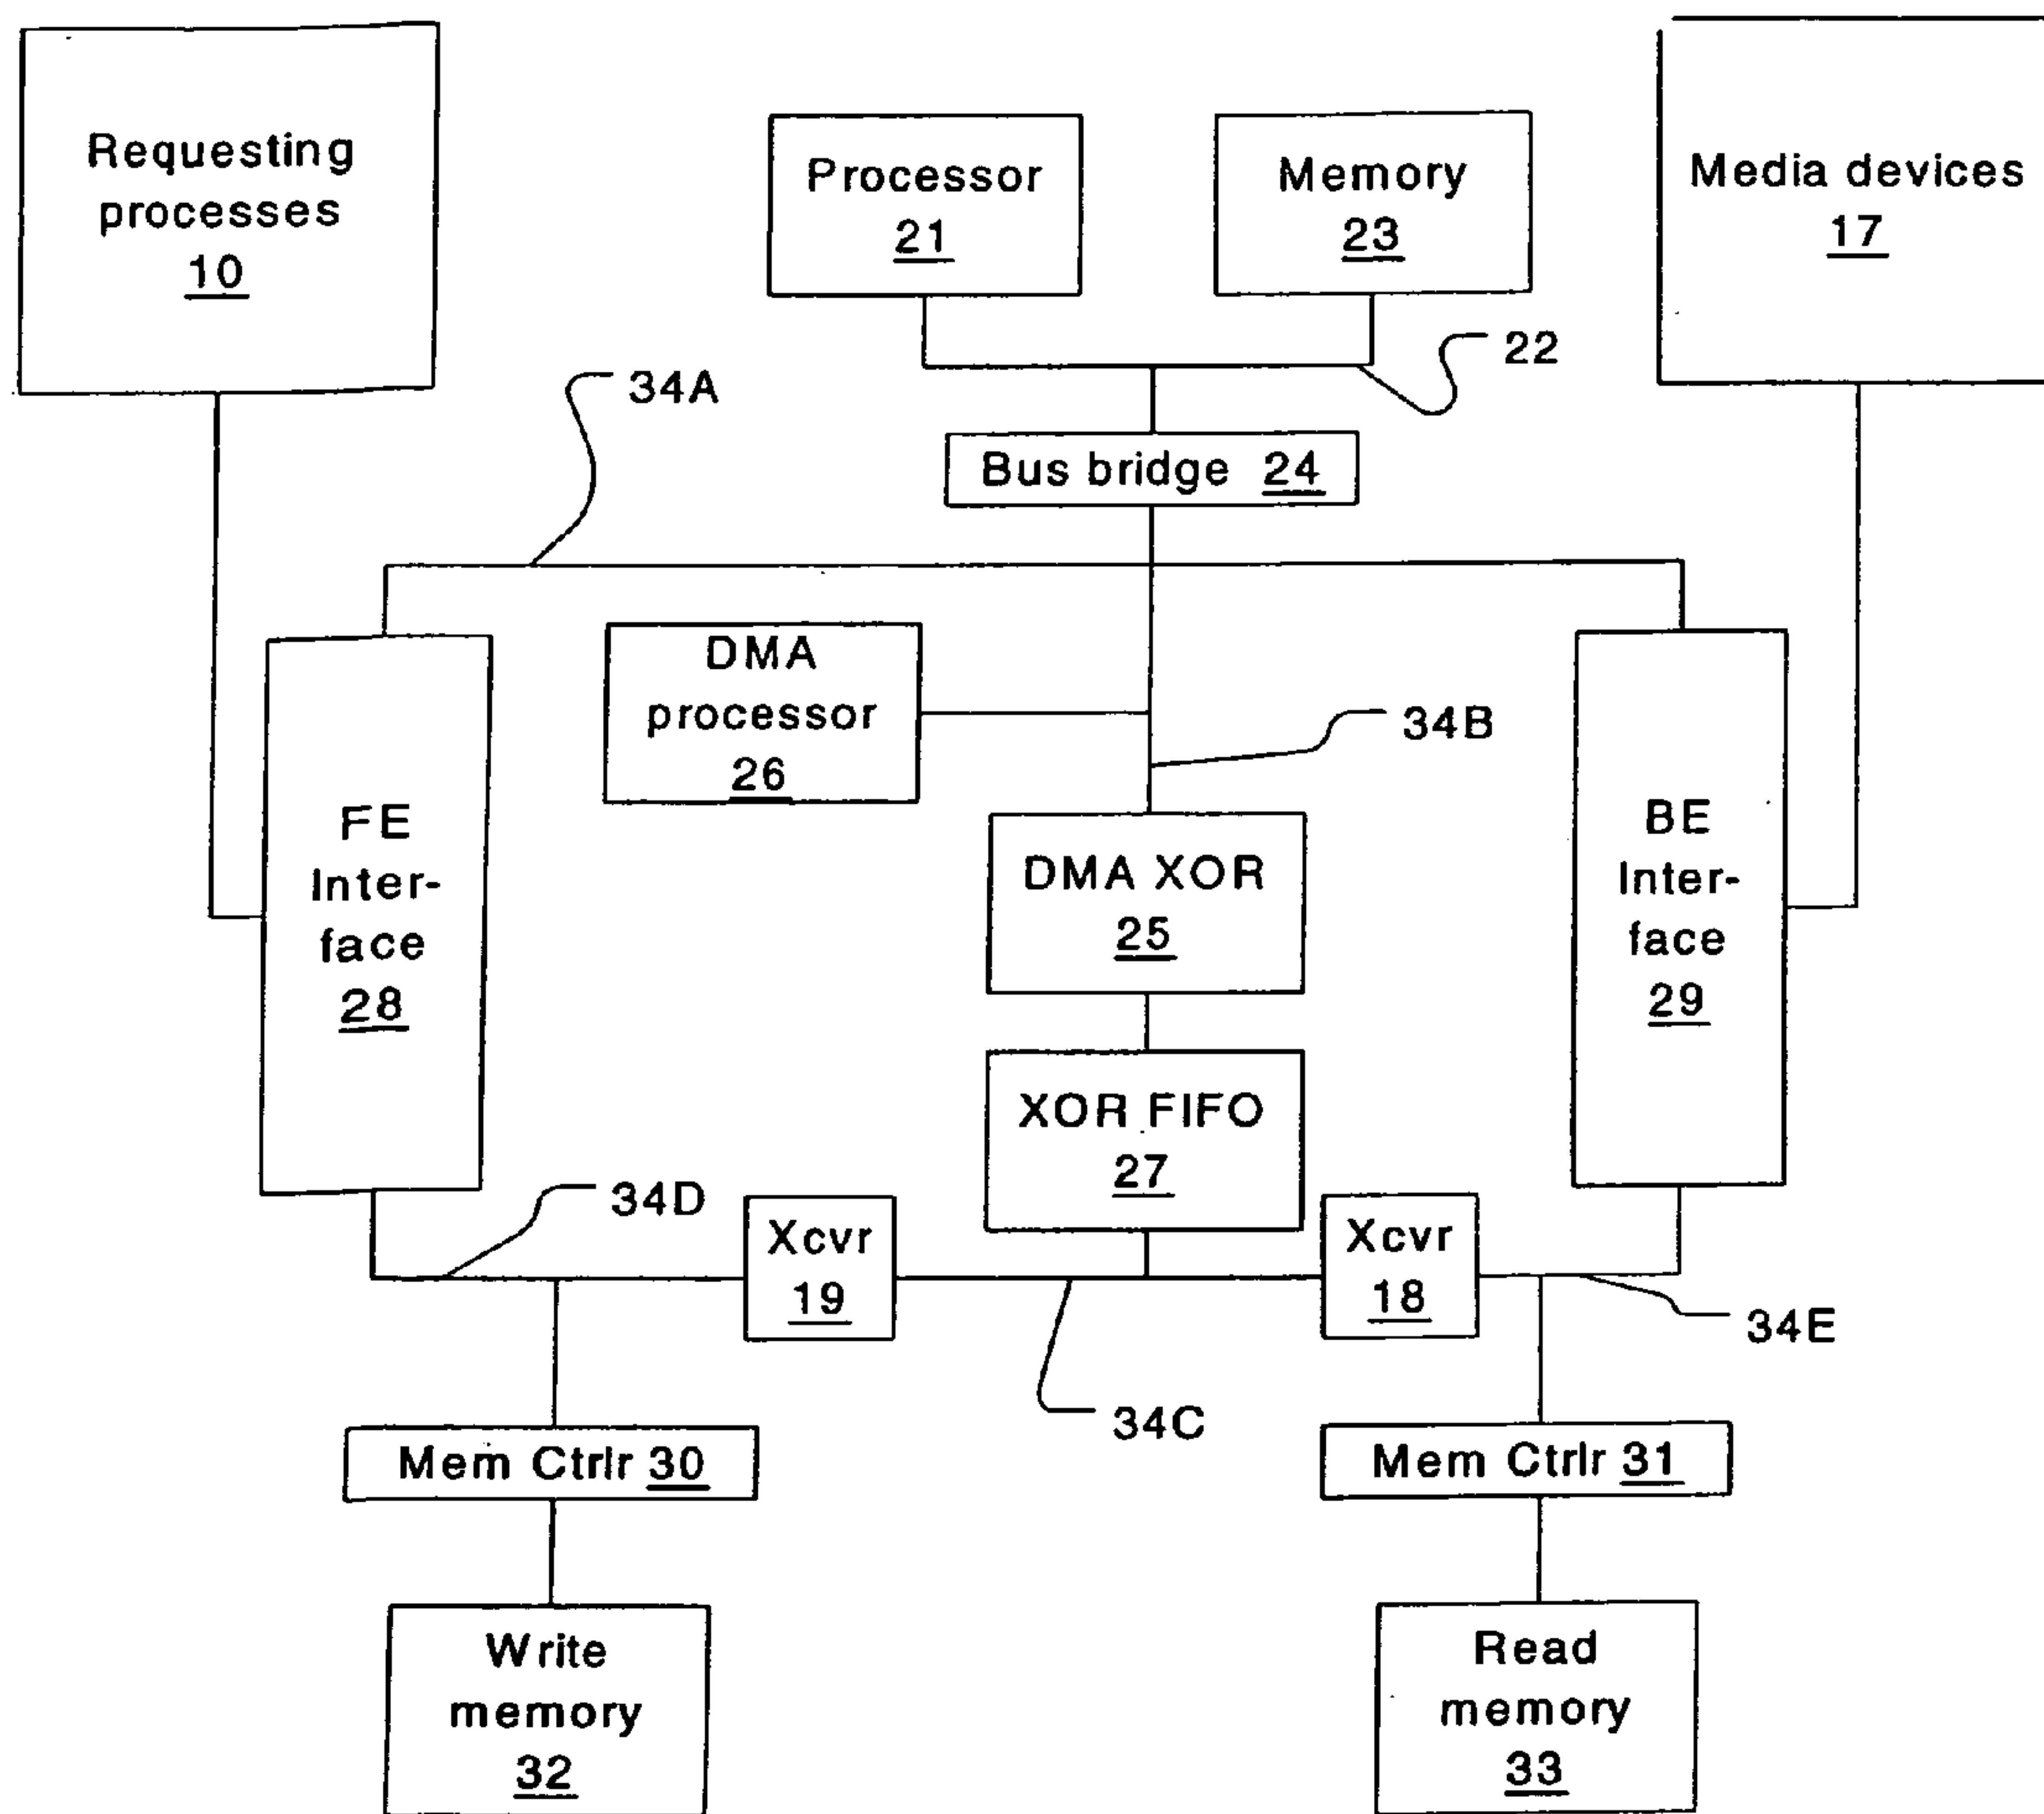 Requesting
processes
10
Processor
21
Memory
23
Media devices
17
22
34A
Bus bridge 24
DMA
processor
26
34B
FE
Inter-
face
28
DMA XOR
25
BE
Inter-
face
29
XOR FIFO
27
34D
Xcvr
19
Xcvr
18
34E
34C
Mem Ctrlr 30
Mem Ctrlr 31
Write
memory
32
Read
memory
33